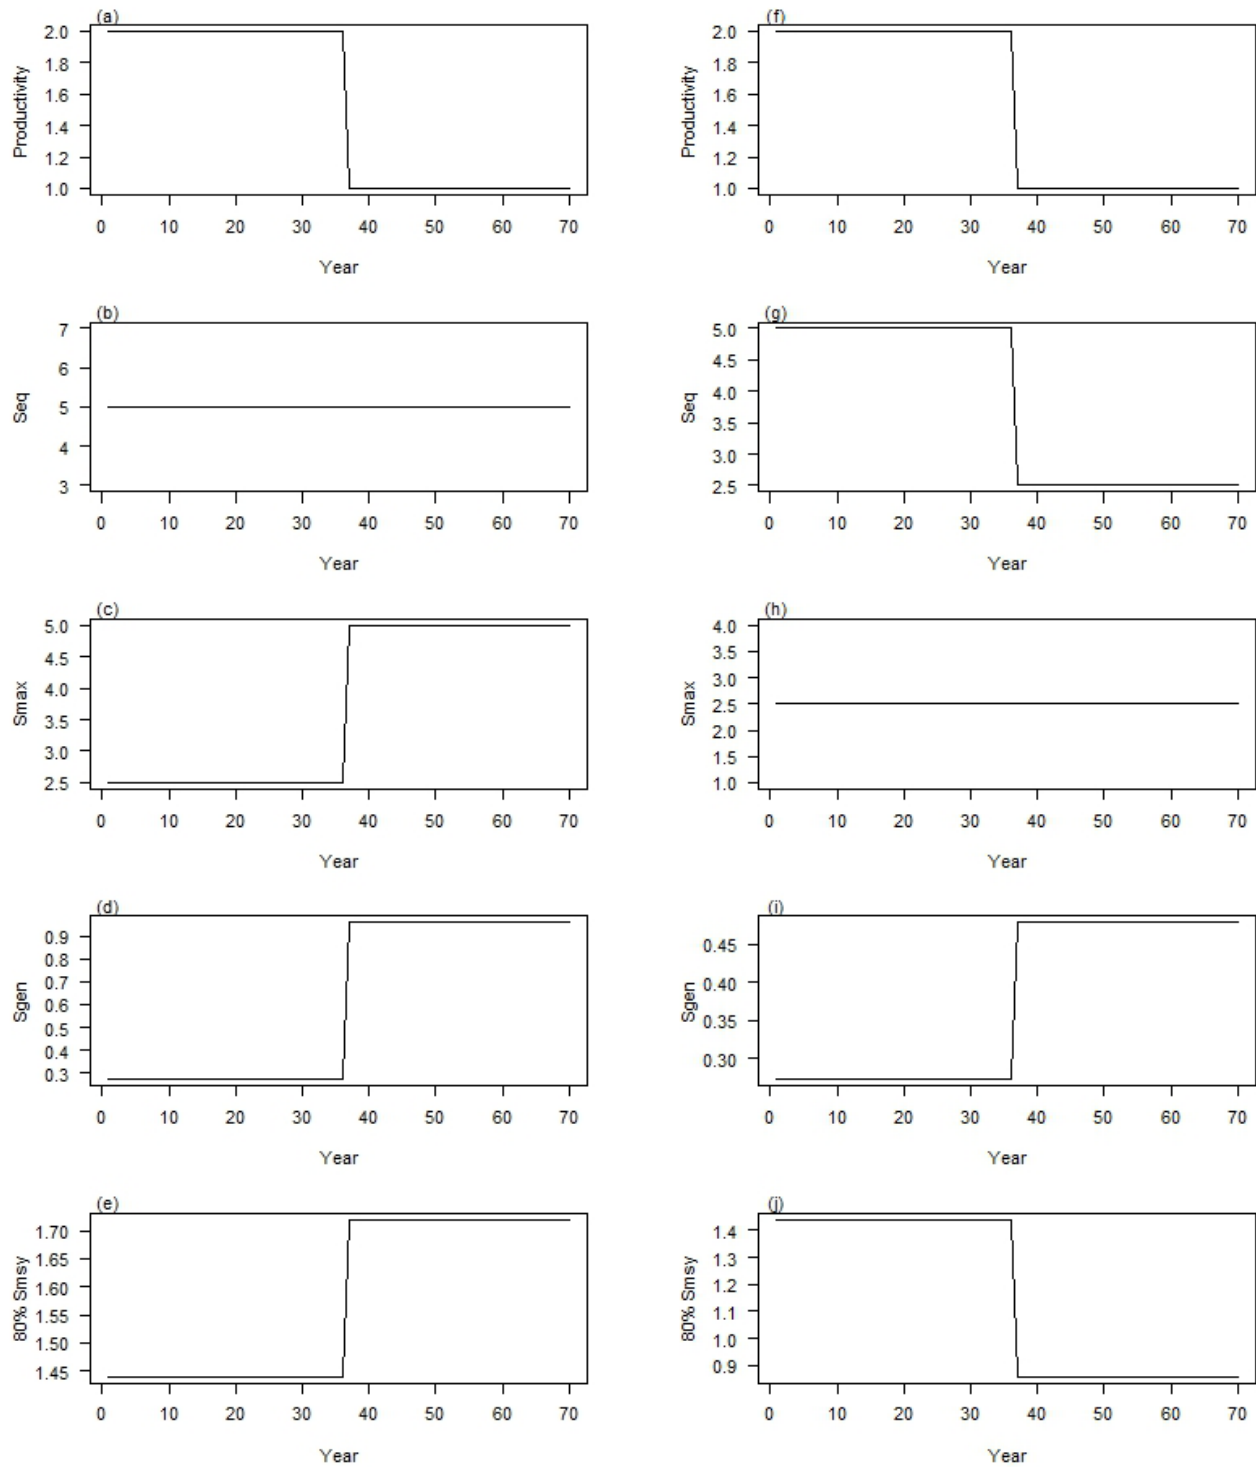 (a)
Productivity
2.0
1.8
1.6
1.4
1.2
1.0
0 10 20 30 40 50 60 70
Year
(f)
Productivity
2.0
1.8
1.6
1.4
1.2
1.0
0 10 20 30 40 50 60 70
Year
(b)
Seq
7
6
5
4
3
0 10 20 30 40 50 60 70
Year
(g)
Seq
5.0
4.5
4.0
3.5
3.0
2.5
0 10 20 30 40 50 60 70
Year
(c)
Smax
5.0
4.5
4.0
3.5
3.0
2.5
0 10 20 30 40 50 60 70
Year
(h)
Smax
4.0
3.5
3.0
2.5
2.0
1.5
1.0
0 10 20 30 40 50 60 70
Year
(d)
Sgen
0.9
0.8
0.7
0.6
0.5
0.4
0.3
0 10 20 30 40 50 60 70
Year
(i)
Sgen
0.45
0.40
0.35
0.30
0 10 20 30 40 50 60 70
Year
(e)
80% Smsy
1.70
1.65
1.60
1.55
1.50
1.45
0 10 20 30 40 50 60 70
Year
(j)
80% Smsy
1.4
1.3
1.2
1.1
1.0
0.9
0 10 20 30 40 50 60 70
Year